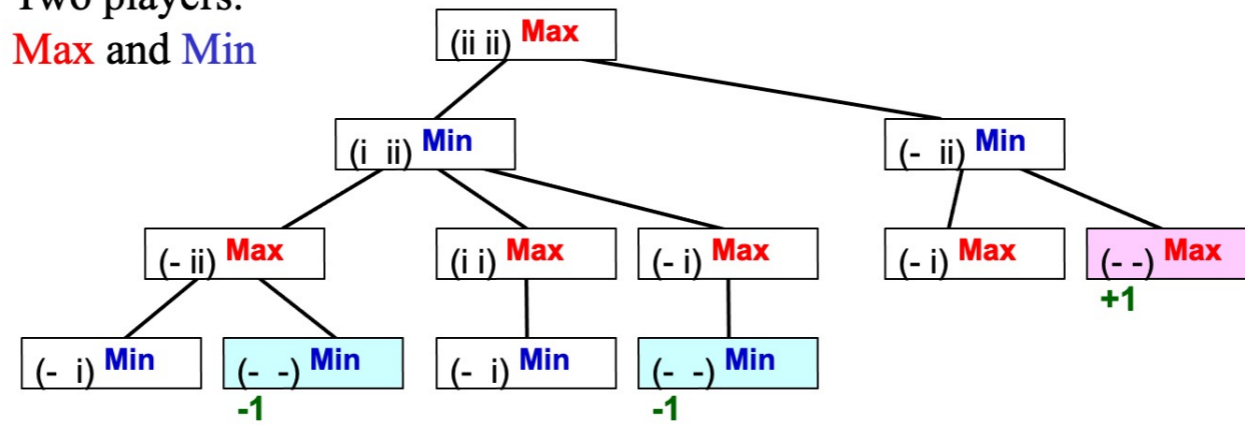 Two players:
Max and Min
(ii ii) Max
(i ii) Min
(- ii) Min
(- ii) Max
(i i) Max
(- i) Max
(- i) Max
(- -) Max
+1
(- i) Min
(- -) Min
(- i) Min
(- -) Min
-1
-1